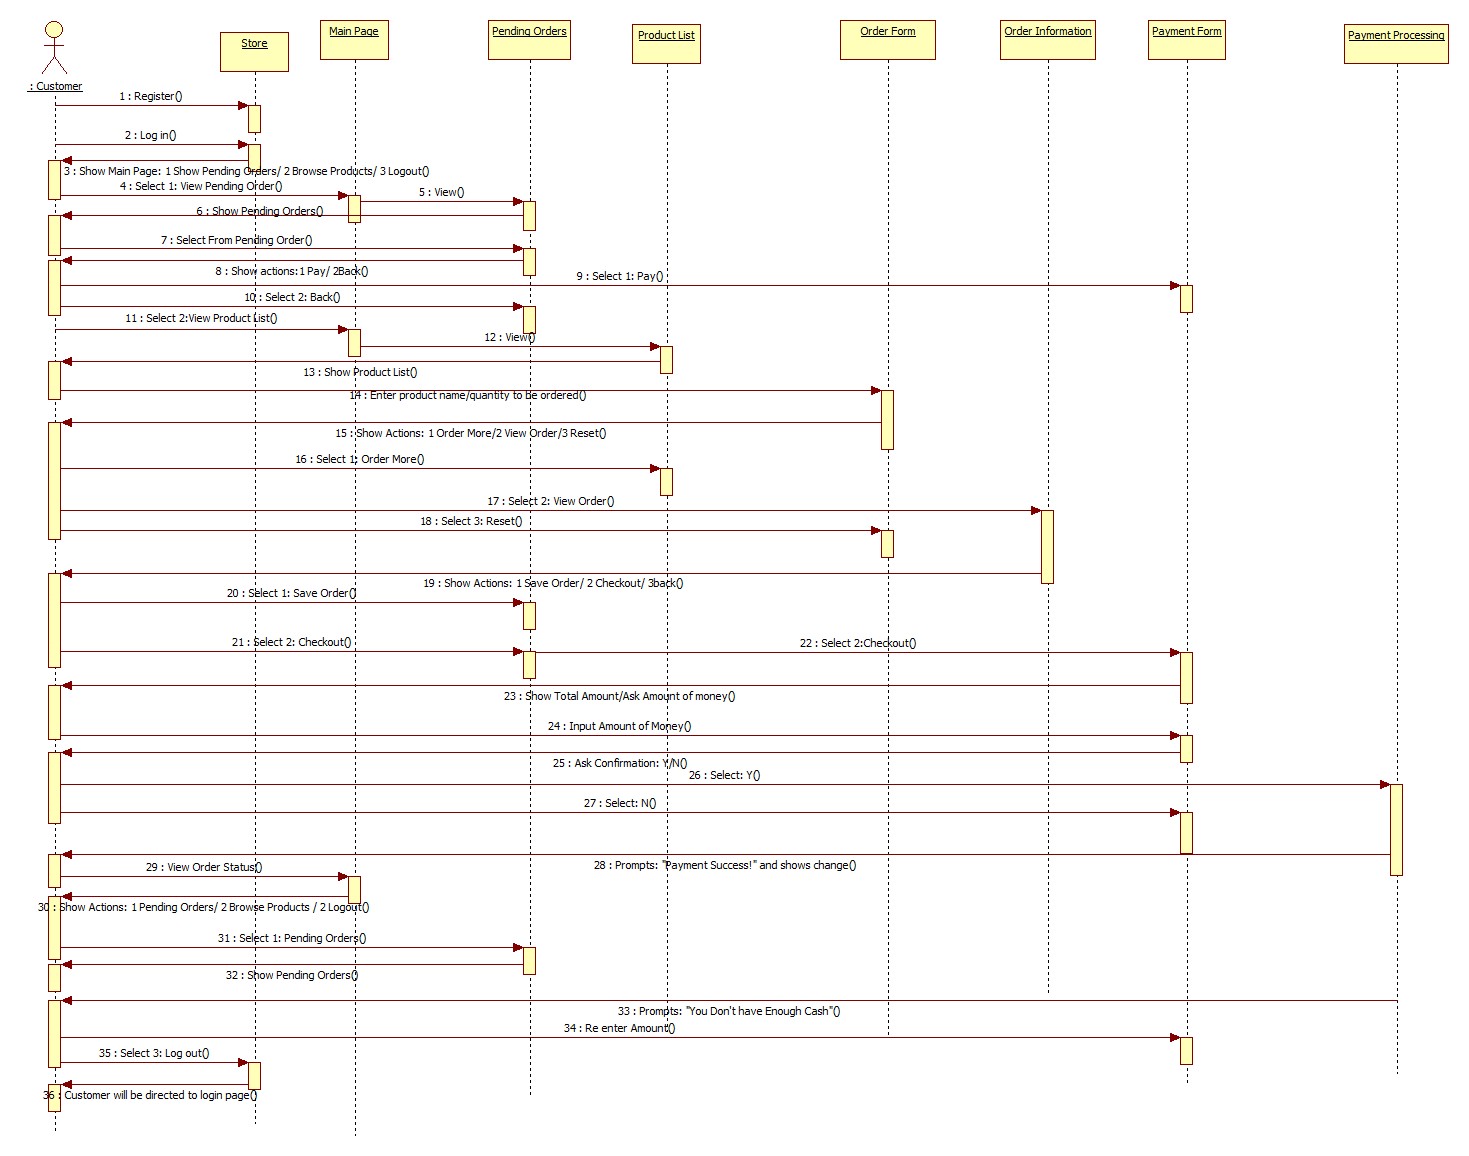 Store
Main Page
Pending Orders
Product List
Order Form
Order Information
Payment Form
Payment Processing
: Customer
1 : Register()
2 : Log in()
3 : Show Main Page: 1 Show Pending Orders/ 2 Browse Products/ 3 Logout()
4 : Select 1: View Pending Order()
5 : View()
6 : Show Pending Orders()
7 : Select From Pending Order()
8 : Show actions:1 Pay/ 2Back()
9 : Select 1: Pay()
10 : Select 2: Back()
11 : Select 2:View Product List()
12 : View()
13 : Show Product List()
14 : Enter product name/quantity to be ordered()
15 : Show Actions: 1 Order More/2 View Order/3 Reset()
16 : Select 1: Order More()
17 : Select 2: View Order()
18 : Select 3: Reset()
19 : Show Actions: 1 Save Order/ 2 Checkout/ 3back()
20 : Select 1: Save Order()
21 : Select 2: Checkout()
22 : Select 2:Checkout()
23 : Show Total Amount/Ask Amount of money()
24 : Input Amount of Money()
25 : Ask Confirmation: Y/N()
26 : Select: Y()
27 : Select: N()
28 : Prompts: "Payment Success!" and shows change()
29 : View Order Status()
30 : Show Actions: 1 Pending Orders/ 2 Browse Products / 2 Logout()
31 : Select 1: Pending Orders()
32 : Show Pending Orders()
33 : Prompts: "You Don't have Enough Cash"()
34 : Re enter Amount()
35 : Select 3: Log out()
36 : Customer will be directed to login page()